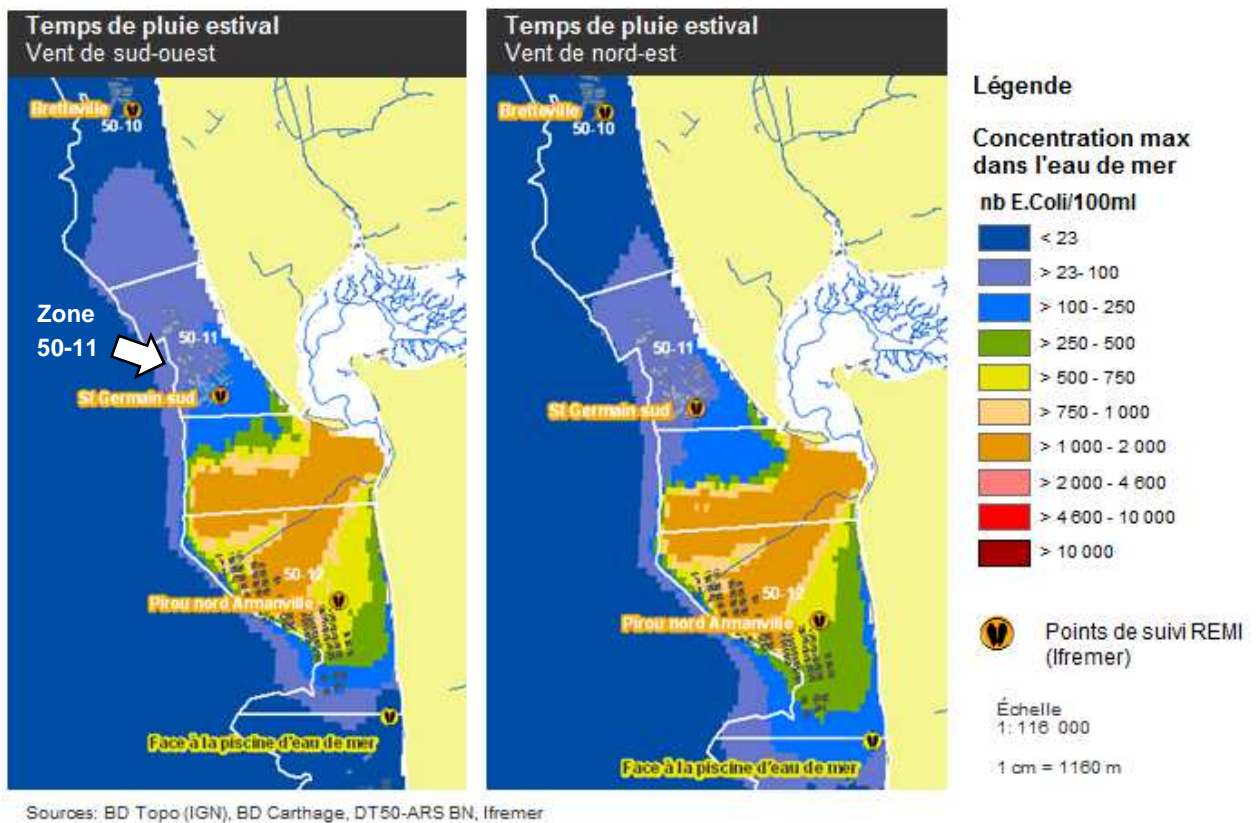 Temps de pluie estival
Vent de sud-ouest
Bretteville
50-10
Zone
50-11
50-11
St Germain sud
50-12
Pirou nord Armanville
Face à la piscine d'eau de mer
Temps de pluie estival
Vent de nord-est
Bretteville
50-10
50-11
St Germain sud
50-12
Pirou nord Armanville
Face à la piscine d'eau de mer
Légende
Concentration max
dans l'eau de mer
nb E.Coli/100ml
< 23
> 23- 100
> 100 - 250
> 250 - 500
> 500 - 750
> 750 - 1 000
> 1 000 - 2 000
> 2 000 - 4 600
> 4 600 - 10 000
> 10 000
Points de suivi REMI
(Ifremer)
Échelle
1: 116 000
1 cm = 1160 m
Sources: BD Topo (IGN), BD Carthage, DT50-ARS BN, Ifremer